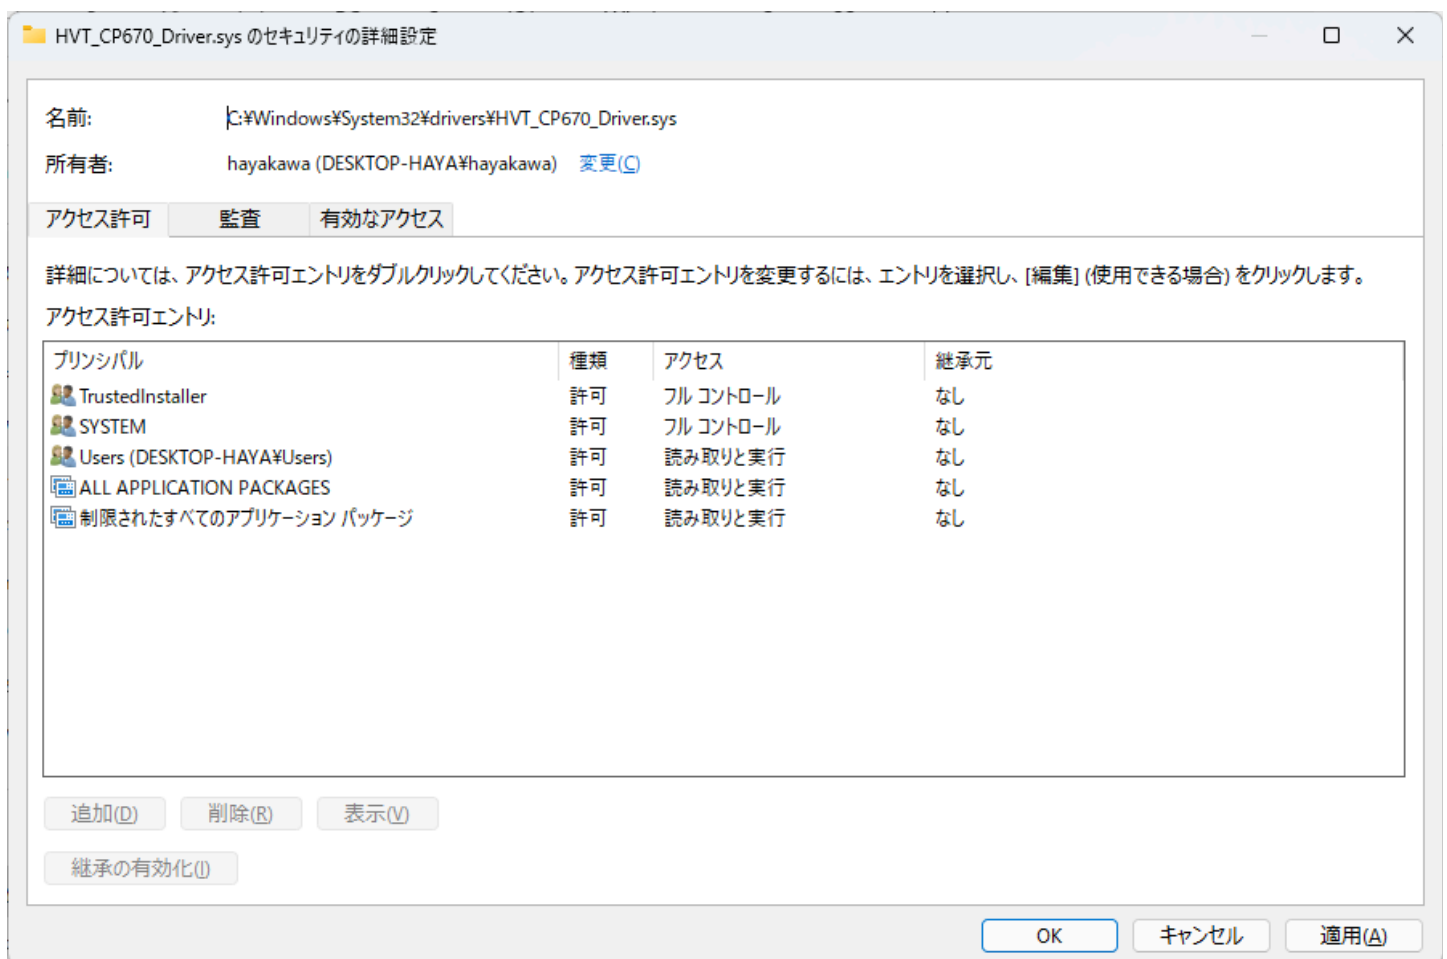 HVT_CP670_Driver.sys のセキュリティの詳細設定
名前: C:¥Windows¥System32¥drivers¥HVT_CP670_Driver.sys
所有者: hayakawa (DESKTOP-HAYA¥hayakawa) 変更(C)
アクセス許可 監査 有効なアクセス
詳細については、アクセス許可エントリをダブルクリックしてください。アクセス許可エントリを変更するには、エントリを選択し、[編集] (使用できる場合) をクリックします。
アクセス許可エントリ:
プリンシパル 種類 アクセス 継承元
TrustedInstaller 許可 フル コントロール なし
SYSTEM 許可 フル コントロール なし
Users (DESKTOP-HAYA¥Users) 許可 読み取りと実行 なし
ALL APPLICATION PACKAGES 許可 読み取りと実行 なし
制限されたすべてのアプリケーション パッケージ 許可 読み取りと実行 なし
追加(D) 削除(R) 表示(V)
継承の有効化(I)
OK キャンセル 適用(A)